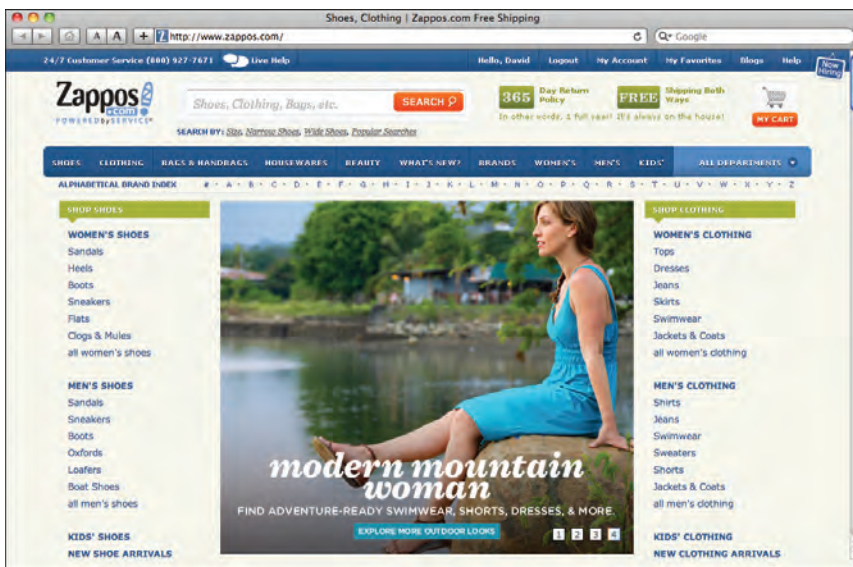 Shoes, Clothing | Zappos.com Free Shipping
A A + http://www.zappos.com/ Google
24/7 Customer Service (800) 927-7671 Live Help Hello, David Logout My Account My Favorites Blogs Help Now Hiring
Zappos .com
POWERED by SERVICE
Shoes, Clothing, Bags, etc. SEARCH
365 Day Return Policy FREE Shipping Both Ways
In other words, a full year! It's always on the house!
MY CART
SEARCH BY: Size, Narrow Shoes, Wide Shoes, Popular Searches
SHOES CLOTHING BAGS & HANDBAGS HOUSEWARES BEAUTY WHAT'S NEW? BRANDS WOMEN'S MEN'S KIDS' ALL DEPARTMENTS
ALPHABETICAL BRAND INDEX # · A · B · C · D · E · F · G · H · I · J · K · L · M · N · O · P · Q · R · S · T · U · V · W · X · Y · Z
SHOP SHOES
WOMEN'S SHOES
Sandals
Heels
Boots
Sneakers
Flats
Clogs & Mules
all women's shoes
MEN'S SHOES
Sandals
Sneakers
Boots
Oxfords
Loafers
Boat Shoes
all men's shoes
KIDS' SHOES
NEW SHOE ARRIVALS
modern mountain
woman
FIND ADVENTURE-READY SWIMWEAR, SHORTS, DRESSES, & MORE.
EXPLORE MORE OUTDOOR LOOKS 1 2 3 4
SHOP CLOTHING
WOMEN'S CLOTHING
Tops
Dresses
Jeans
Skirts
Swimwear
Jackets & Coats
all women's clothing
MEN'S CLOTHING
Shirts
Jeans
Swimwear
Sweaters
Shorts
Jackets & Coats
all men's clothing
KIDS' CLOTHING
NEW CLOTHING ARRIVALS